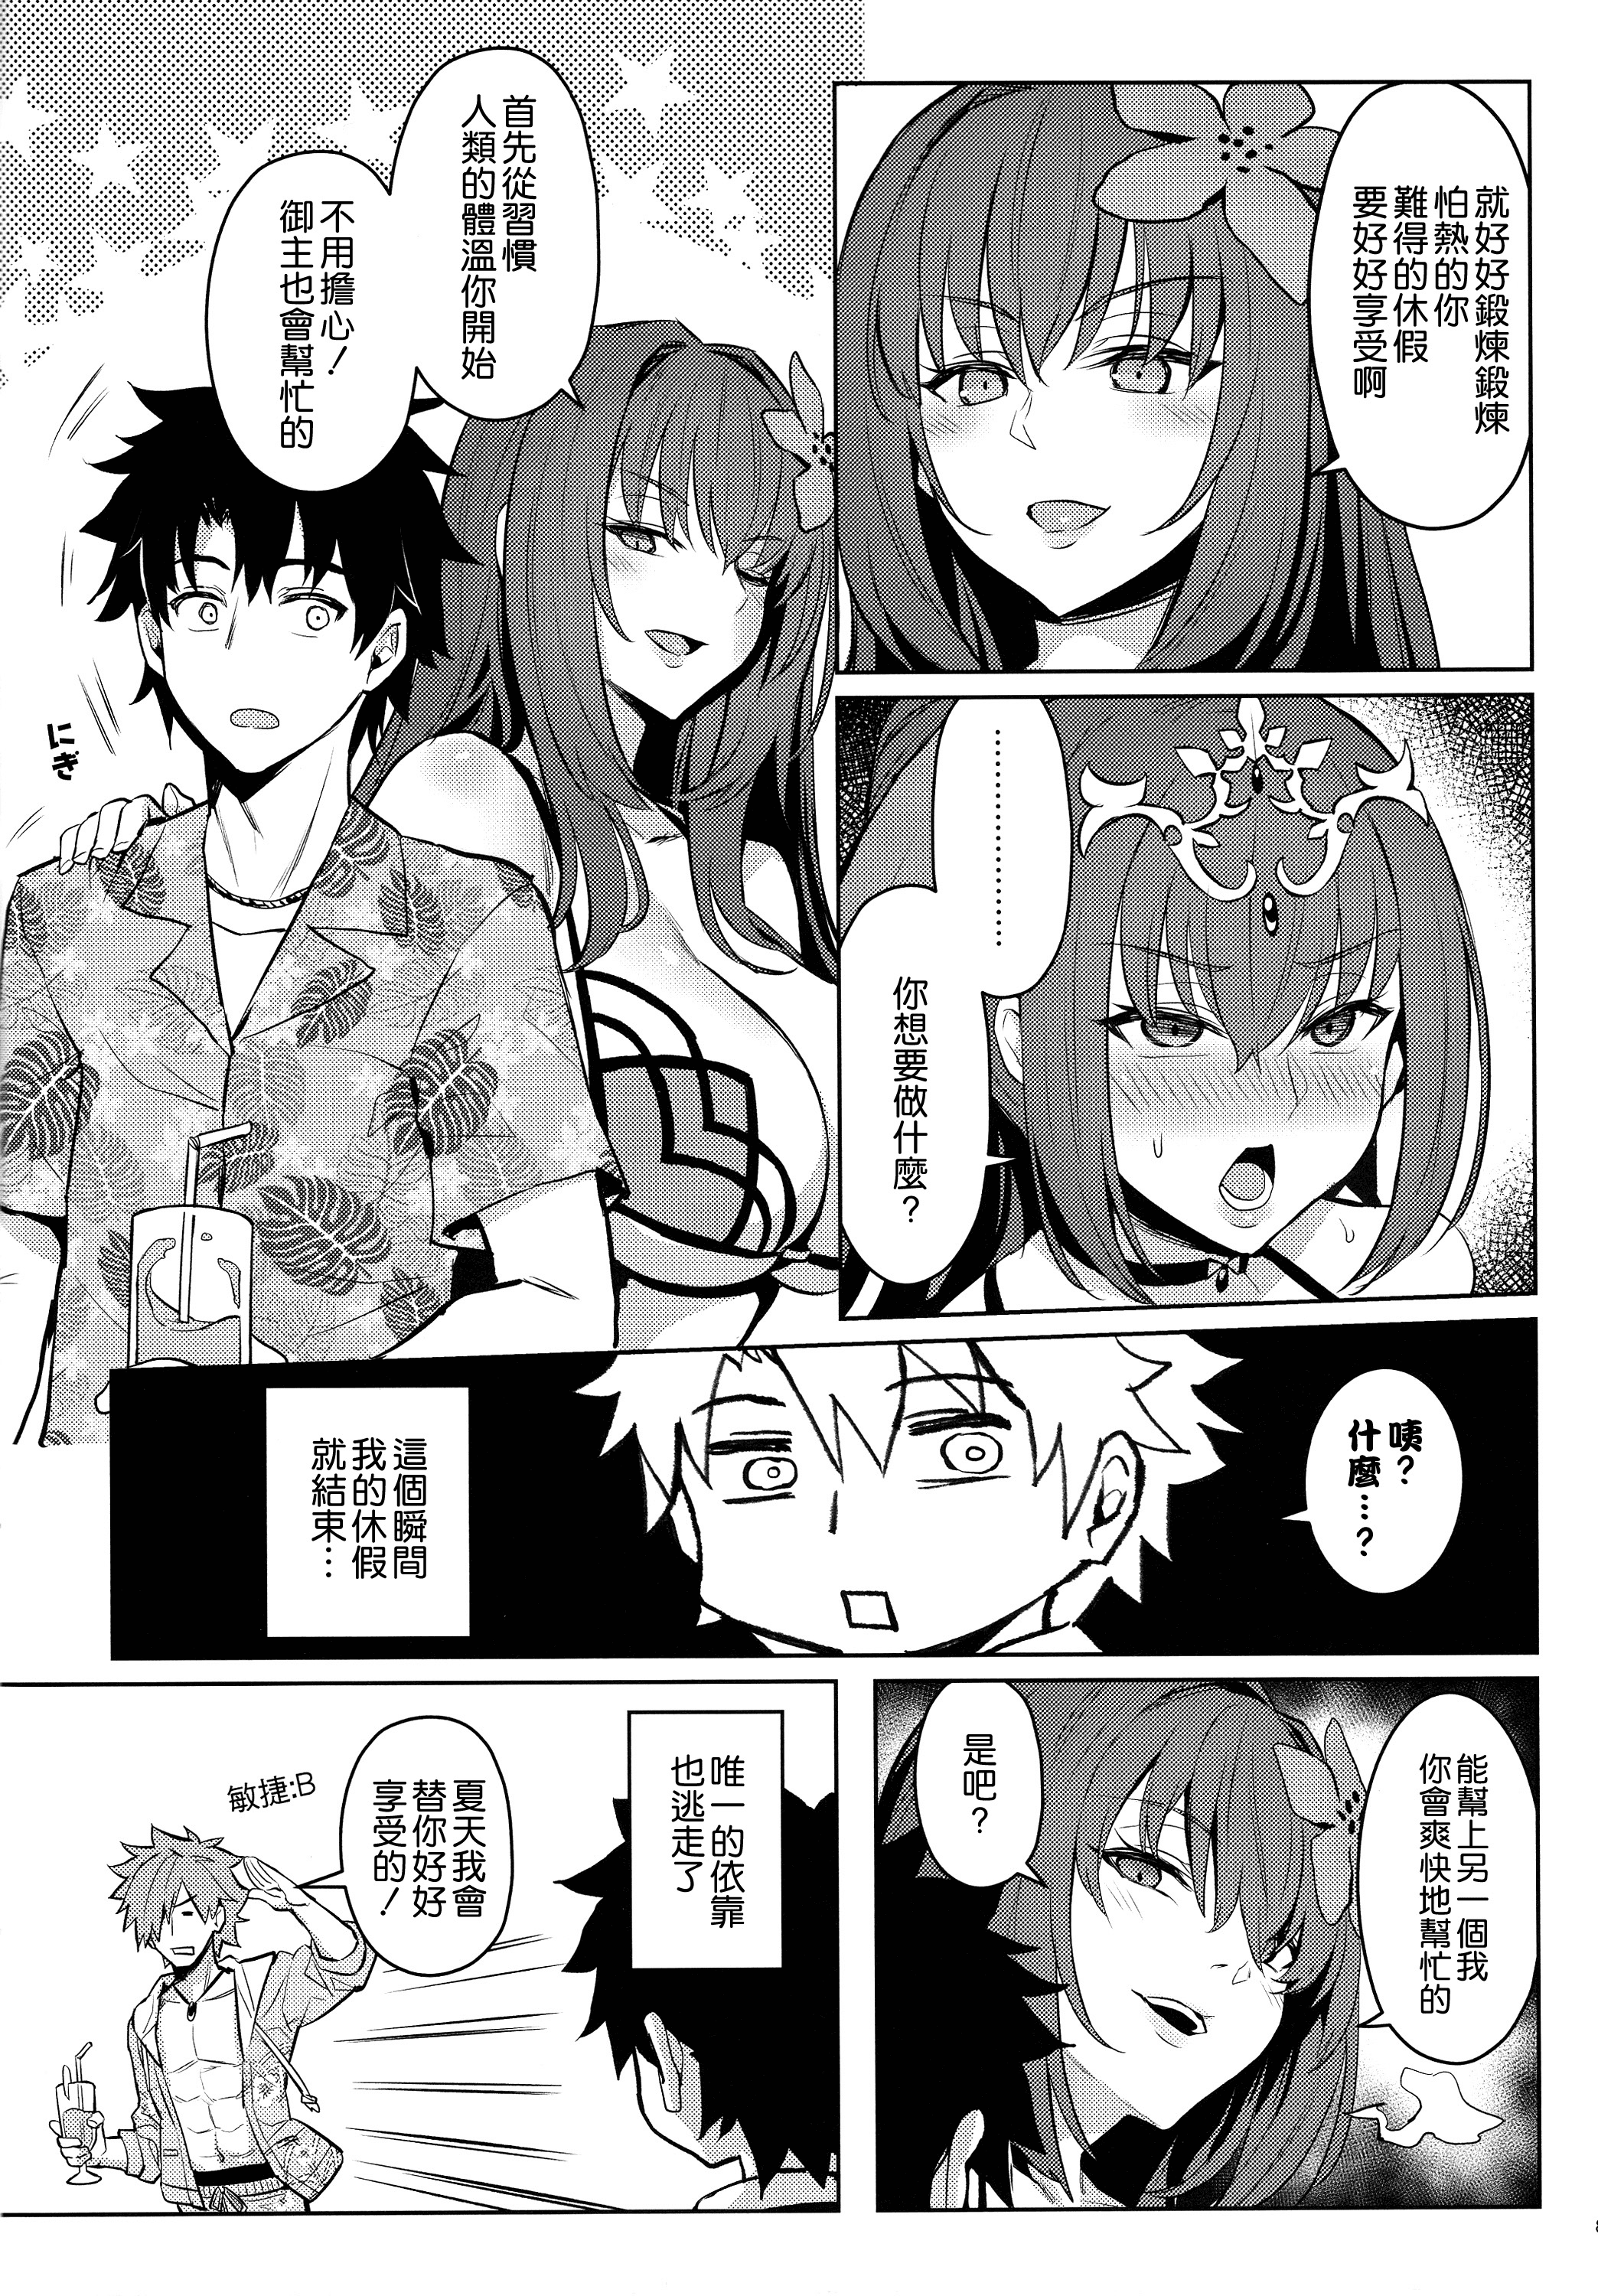 就好好鍛煉鍛煉
怕熱的你
難得的休假
要好好享受啊
………………
你想要做什麼？
首先從習慣
人類的體溫你開始
不用擔心！
御主也會幫忙的
にぎ
咦？
什麼…？
這個瞬間
我的休假
就結束…
能幫上另一個我
你會爽快地幫忙的
是吧？
唯一的依靠
也逃走了
夏天我會
替你好好
享受的！
敏捷:B
8